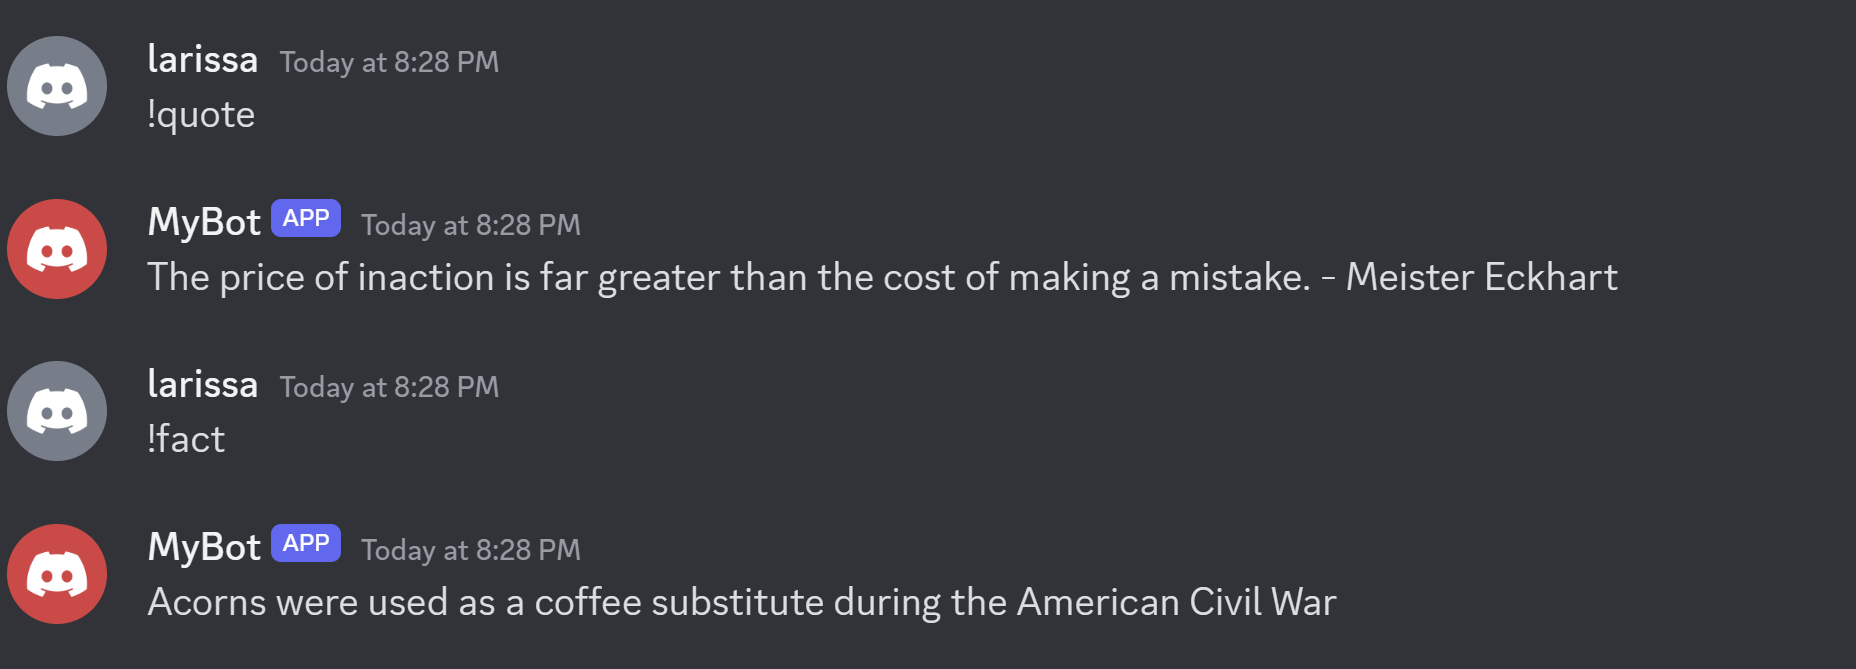 larissa Today at 8:28 PM
!quote
MyBot APP Today at 8:28 PM
The price of inaction is far greater than the cost of making a mistake. - Meister Eckhart
larissa Today at 8:28 PM
!fact
MyBot APP Today at 8:28 PM
Acorns were used as a coffee substitute during the American Civil War